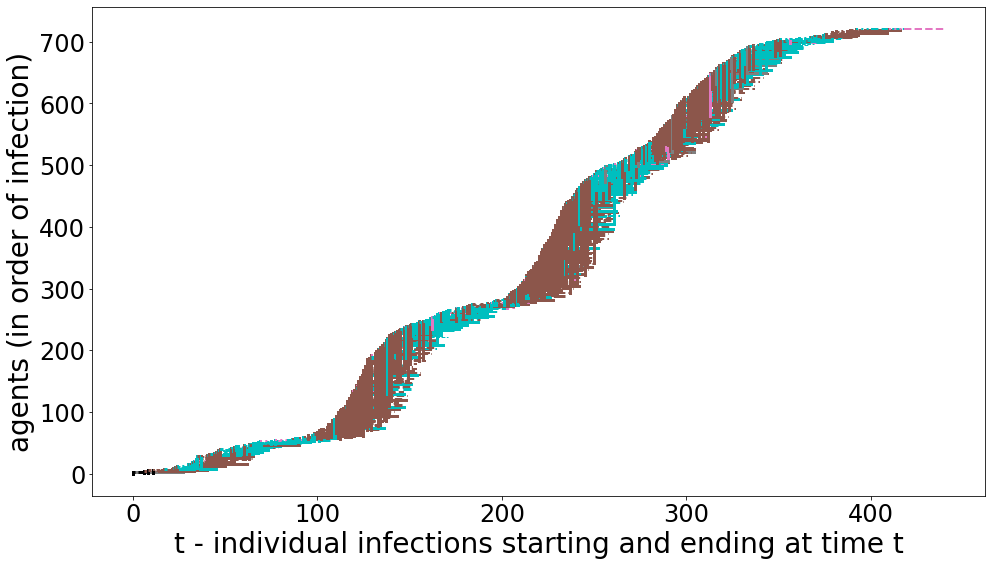 700
600
500
400
300
200
100
0
agents (in order of infection)
0 100 200 300 400
t - individual infections starting and ending at time t